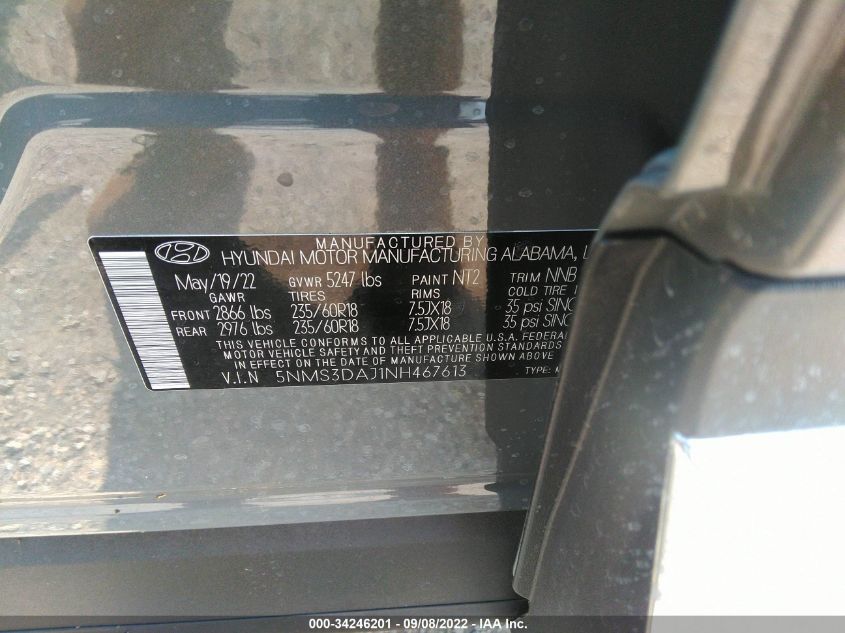 MANUFACTURED BY
HYUNDAI MOTOR MANUFACTURING ALABAMA,
May/19/22 GVWR 5247 lbs PAINT NT2 TRIM NNB
GAWR TIRES RIMS COLD TIRE
FRONT 2866 lbs 235/60R18 7.5JX18 35 psi SING
REAR 2976 lbs 235/60R18 7.5JX18 35 psi SING
THIS VEHICLE CONFORMS TO ALL APPLICABLE U.S.A. FEDERAL
MOTOR VEHICLE SAFETY AND THEFT PREVENTION STANDARDS
IN EFFECT ON THE DATE OF MANUFACTURE SHOWN ABOVE
V.I.N 5NMS3DAJ1NH467613 TYPE:
000-34246201 - 09/08/2022 - IAA Inc.